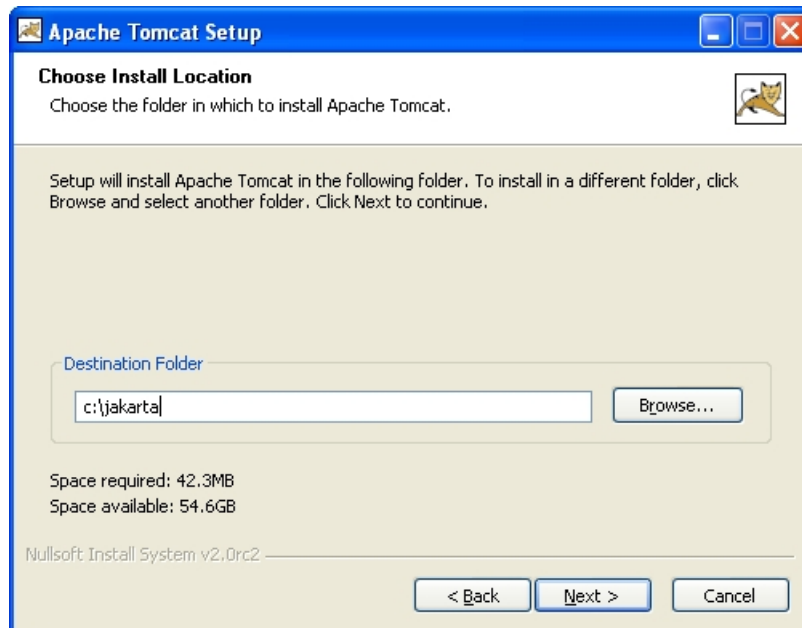 Apache Tomcat Setup
Choose Install Location
Choose the folder in which to install Apache Tomcat.
Setup will install Apache Tomcat in the following folder. To install in a different folder, click
Browse and select another folder. Click Next to continue.
Destination Folder
c:\jakarta
Browse...
Space required: 42.3MB
Space available: 54.6GB
Nullsoft Install System v2.0rc2
< Back Next > Cancel